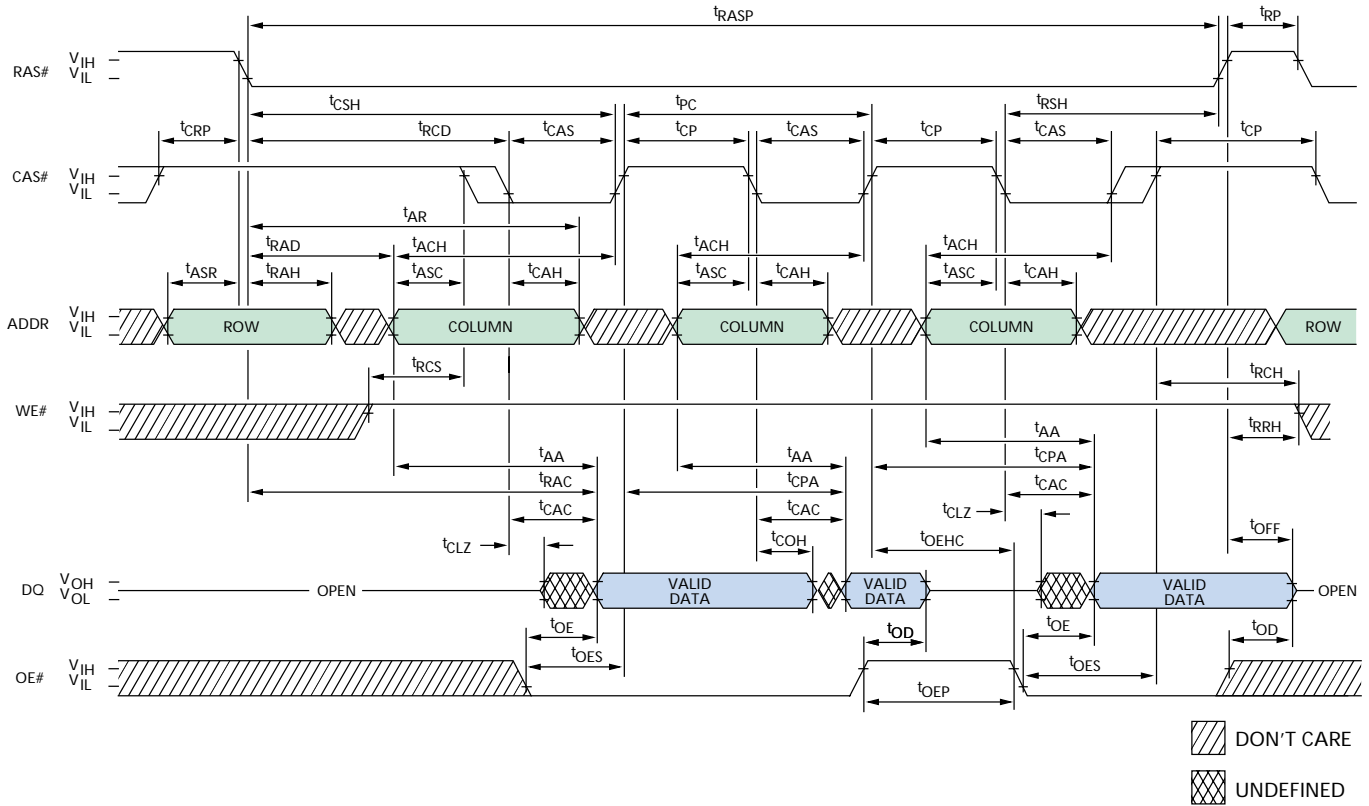 tRASP tRP
RAS# VIH
VIL
tCSH tPC tRSH
tCRP tRCD tCAS tCP tCAS tCP tCAS tCP
CAS# VIH
VIL
tAR
tRAD tACH tACH tACH
tASR tRAH tASC tCAH tASC tCAH tASC tCAH
ADDR VIH
VIL
ROW COLUMN COLUMN COLUMN ROW
tRCS tRCH
WE# VIH
VIL
tRRH
tAA tAA tAA
tRAC tCPA tCPA
tCAC tCAC tCAC
tCLZ tCOH tOEHC tCLZ tOFF
DQ VOH
VOL
OPEN VALID DATA VALID DATA VALID DATA OPEN
tOE tOD tOE tOD
tOES tOES
OE# VIH
VIL
tOEP
DON'T CARE
UNDEFINED